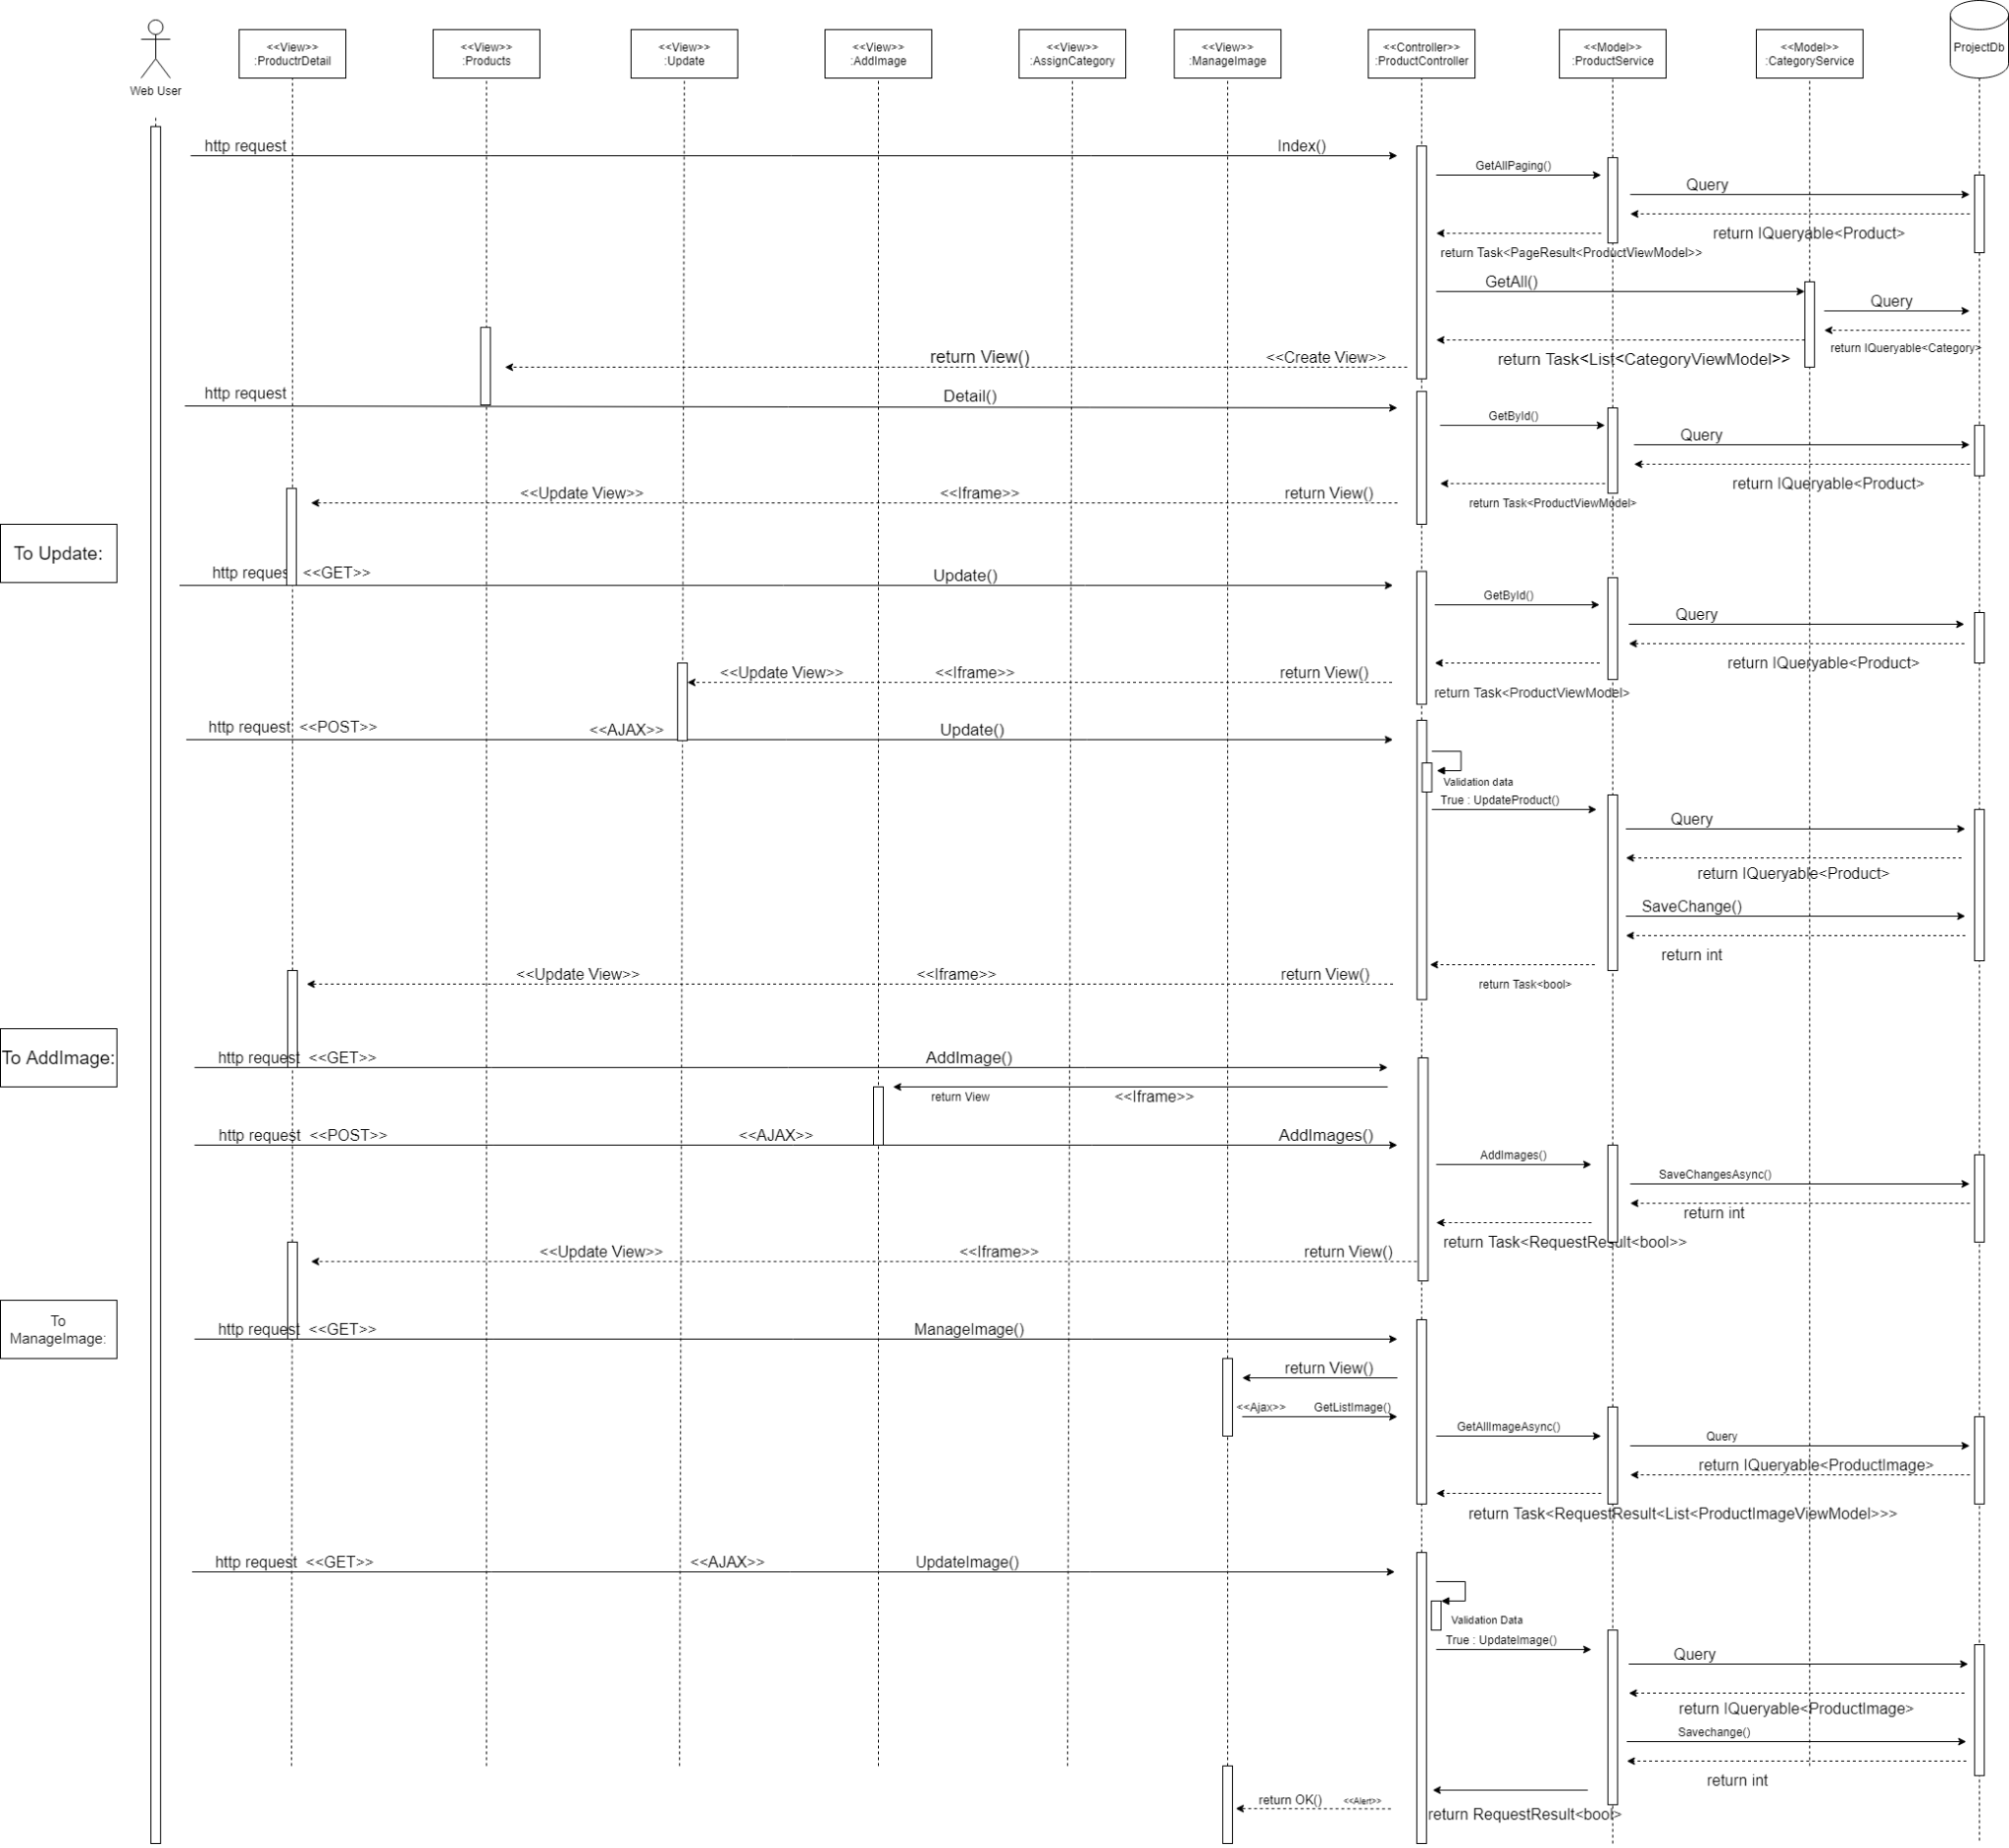 <<View>>
:ProductrDetail
<<View>>
:Products
<<View>>
:Update
<<View>>
:AddImage
<<View>>
:AssignCategory
<<View>>
:ManageImage
<<Controller>>
:ProductController
<<Model>>
:ProductService
<<Model>>
:CategoryService
ProjectDb
Web User
http request
Index()
GetAllPaging()
Query
return IQueryable<Product>
return Task<PageResult<ProductViewModel>>
GetAll()
Query
return IQueryable<Category>
return Task<List<CategoryViewModel>>
return View()
<<Create View>>
http request
Detail()
GetById()
Query
return IQueryable<Product>
return Task<ProductViewModel>
<<Update View>>
<<Iframe>>
return View()
To Update:
http request <<GET>>
Update()
GetById()
Query
return IQueryable<Product>
return Task<ProductViewModel>
<<Update View>>
<<Iframe>>
return View()
http request <<POST>>
<<AJAX>>
Update()
Validation data
True : UpdateProduct()
Query
return IQueryable<Product>
SaveChange()
return int
return Task<bool>
<<Update View>>
<<Iframe>>
return View()
To AddImage:
http request <<GET>>
AddImage()
return View
<<Iframe>>
http request <<POST>>
<<AJAX>>
AddImages()
AddImages()
SaveChangesAsync()
return int
return Task<RequestResult<bool>>
<<Update View>>
<<Iframe>>
return View()
To
ManageImage:
http request <<GET>>
ManageImage()
return View()
<<Ajax>>
GetListImage()
GetAllImageAsync()
Query
return IQueryable<ProductImage>
return Task<RequestResult<List<ProductImageViewModel>>>
http request <<GET>>
<<AJAX>>
UpdateImage()
Validation Data
True : UpdateImage()
Query
return IQueryable<ProductImage>
Savechange()
return int
return RequestResult<bool>
return OK()
<<Alert>>